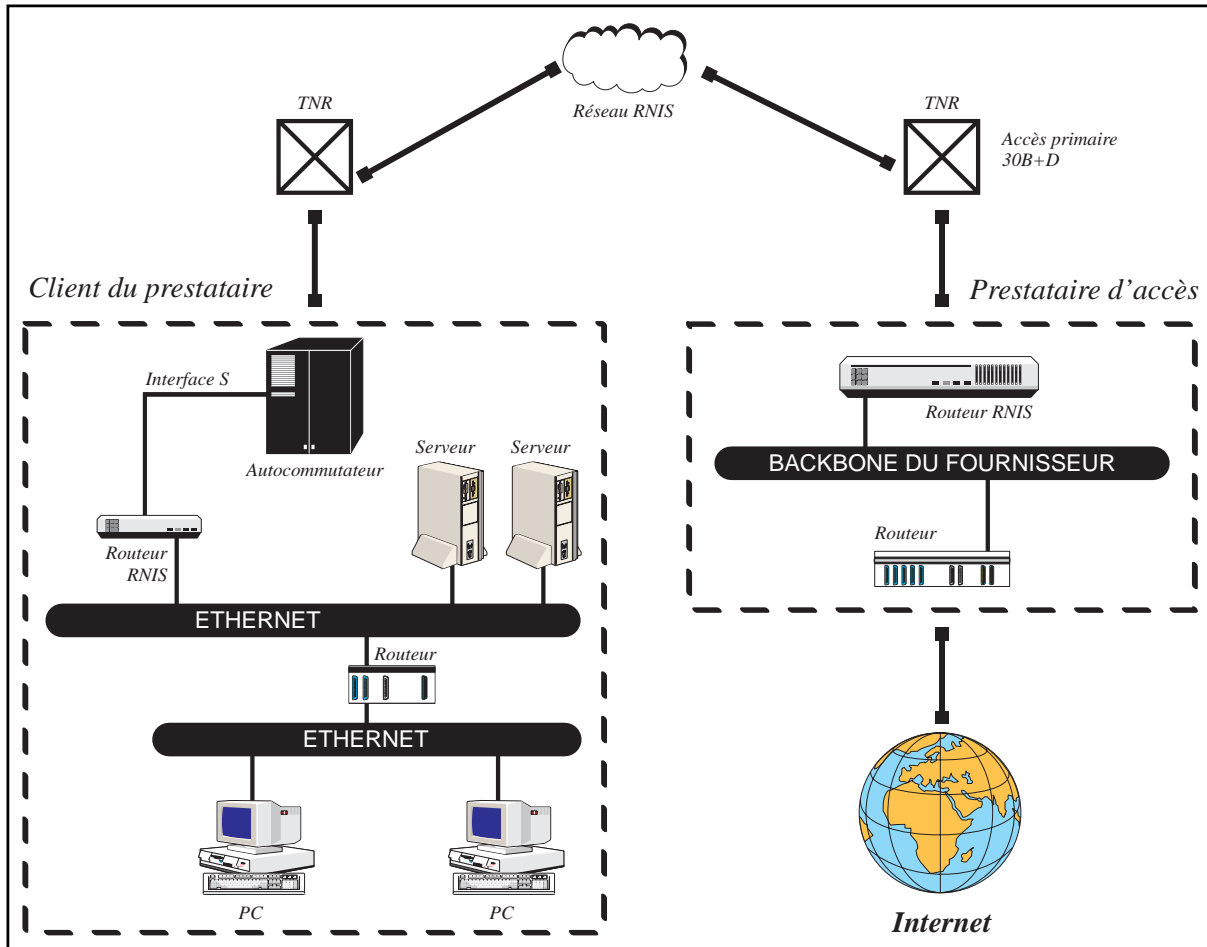 Réseau RNIS
TNR
TNR
Accès primaire
30B+D
Client du prestataire
Prestataire d’accès
Interface S
Autocommutateur
Serveur
Serveur
Routeur
RNIS
ETHERNET
Routeur
ETHERNET
PC
PC
Routeur RNIS
BACKBONE DU FOURNISSEUR
Routeur
Internet